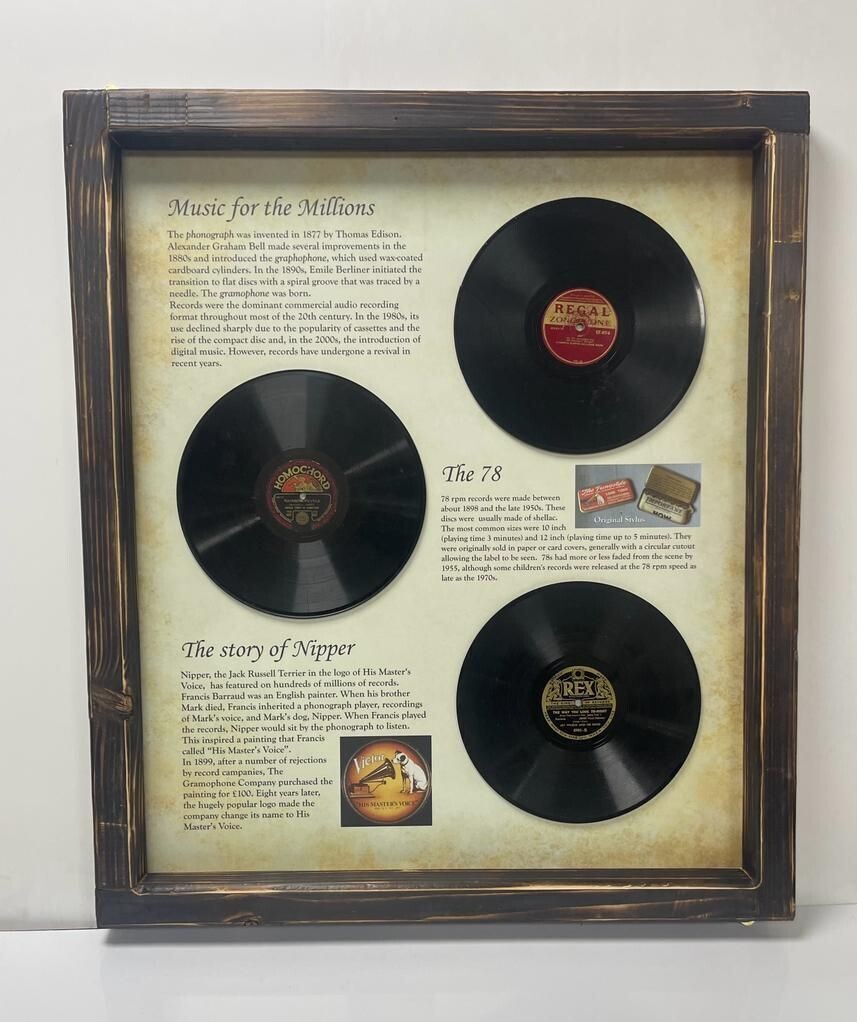 Music for the Millions
The phonograph was invented in 1877 by Thomas Edison.
Alexander Graham Bell made several improvements in the
1880s and introduced the graphophone, which used wax-coated
cardboard cylinders. In the 1890s, Emile Berliner initiated the
transition to flat discs with a spiral groove that was traced by a
needle. The gramophone was born.
Records were the dominant commercial audio recording
format throughout most of the 20th century. In the 1980s, its
use declined sharply due to the popularity of cassettes and the
rise of the compact disc and, in the 2000s, the introduction of
digital music. However, records have undergone a revival in
recent years.
REGAL
ZONOPHONE
HOMOCHORD
The 78
78 rpm records were made between
about 1898 and the late 1950s. These
discs were usually made of shellac.
The most common sizes were 10 inch
(playing time 3 minutes) and 12 inch (playing time up to 5 minutes). They
were originally sold in paper or card covers, generally with a circular cutout
allowing the label to be seen. 78s had more or less faded from the scene by
1955, although some children's records were released at the 78 rpm speed as
late as the 1970s.
IMPORTANT
Original Stylus
The story of Nipper
Nipper, the Jack Russell Terrier in the logo of His Master's
Voice, has featured on hundreds of millions of records.
Francis Barraud was an English painter. When his brother
Mark died, Francis inherited a phonograph player, recordings
of Mark's voice, and Mark's dog, Nipper. When Francis played
the records, Nipper would sit by the phonograph to listen.
This inspired a painting that Francis
called "His Master's Voice".
In 1899, after a number of rejections
by record campanies, The
Gramophone Company purchased the
painting for £100. Eight years later,
the hugely popular logo made the
company change its name to His
Master's Voice.
Victor
"HIS MASTER'S VOICE"
REX
THE KING OF RECORDS
THE WAY YOU LOOK TO-NIGHT